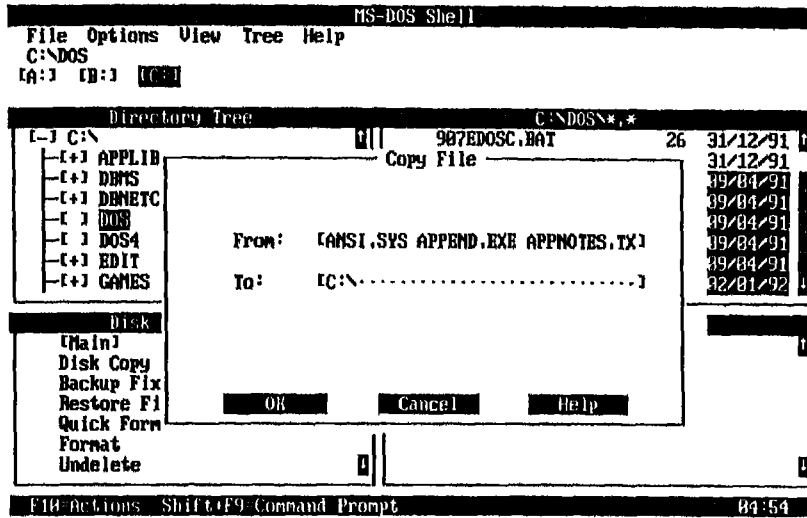 MS-DOS Shell
File Options View Tree Help
C:\DOS
[A:] [B:] [C:]
Directory Tree
C:\DOS\*.*
[-] C:\
[+] APPLIB
[+] DBMS
[+] DBNETC
[ ] DOS
[ ] DOS4
[+] EDIT
[+] GAMES
907EDOSC.BAT 26 31/12/91
31/12/91
09/04/91
09/04/91
09/04/91
09/04/91
09/04/91
02/01/92
Copy File
From: [ANSI.SYS APPEND.EXE APPNOTES.TX]
To: [C:\............................]
OK Cancel Help
Disk
[Main]
Disk Copy
Backup Fix
Restore Fi
Quick Form
Format
Undelete
F10=Actions Shift+F9=Command Prompt 04:54